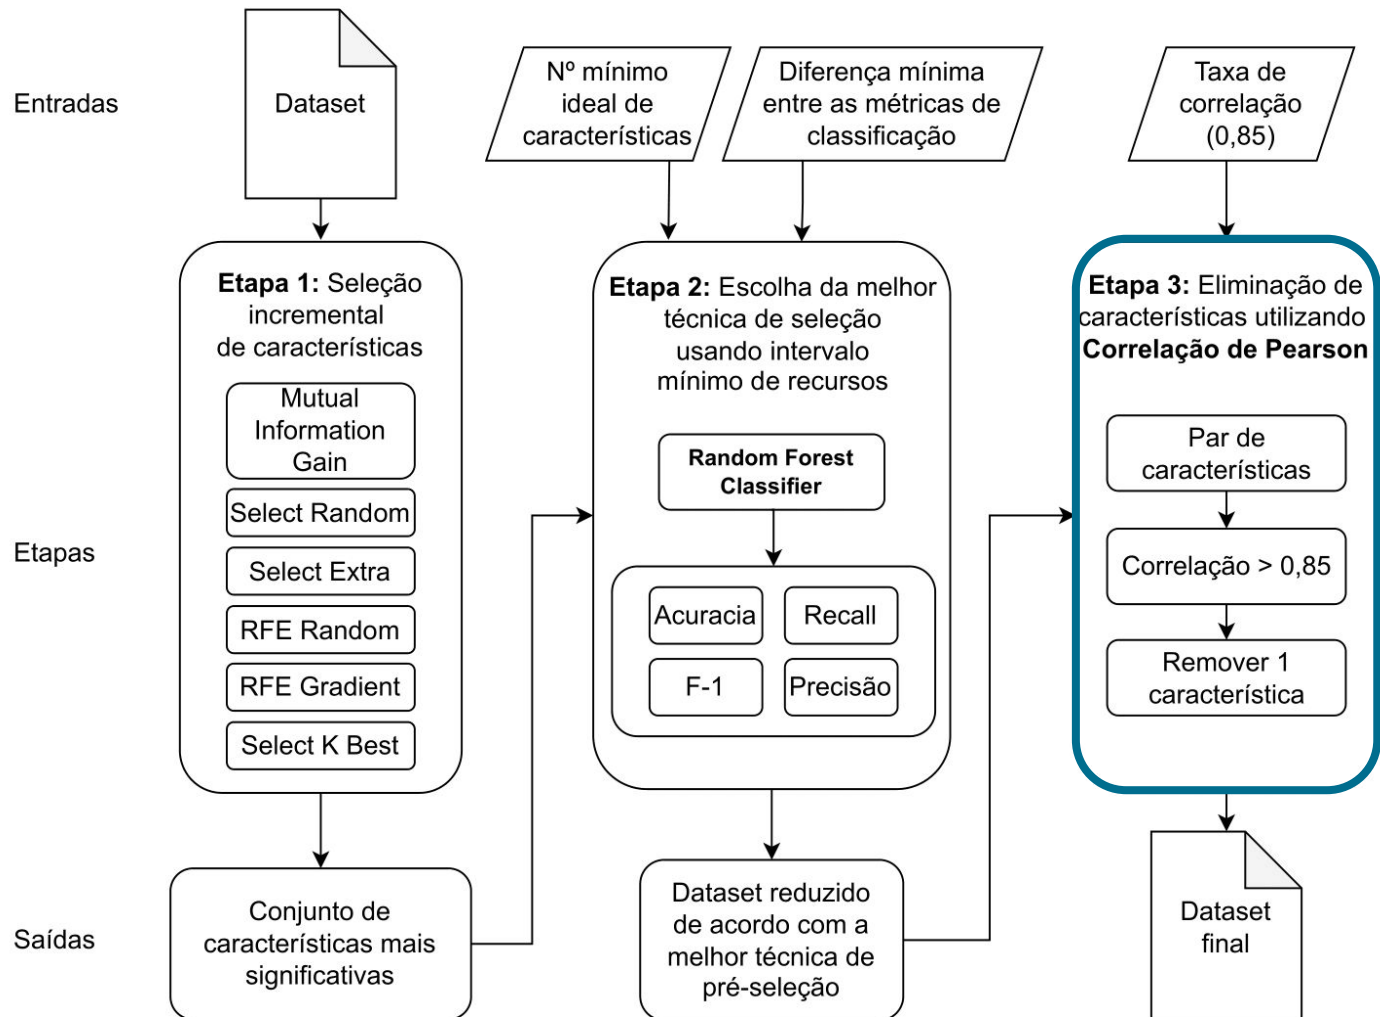 Entradas
Dataset
Nº mínimo
ideal de
características
Diferença mínima
entre as métricas de
classificação
Taxa de
correlação
(0,85)
Etapas
Etapa 1: Seleção
incremental
de características
Mutual
Information
Gain
Select Random
Select Extra
RFE Random
RFE Gradient
Select K Best
Etapa 2: Escolha da melhor
técnica de seleção
usando intervalo
mínimo de recursos
Random Forest
Classifier
Acuracia
Recall
F-1
Precisão
Etapa 3: Eliminação de
características utilizando
Correlação de Pearson
Par de
características
Correlação > 0,85
Remover 1
característica
Saídas
Conjunto de
características mais
significativas
Dataset reduzido
de acordo com a
melhor técnica de
pré-seleção
Dataset
final